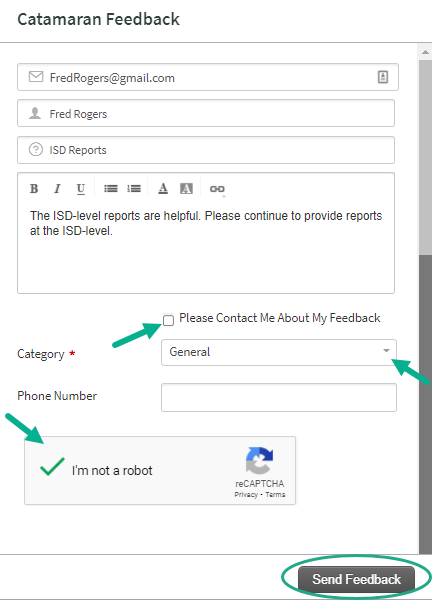 Catamaran Feedback
FredRogers@gmail.com
Fred Rogers
ISD Reports
B I U A A
The ISD-level reports are helpful. Please continue to provide reports
at the ISD-level.
Please Contact Me About My Feedback
Category *
General
Phone Number
I'm not a robot
reCAPTCHA
Privacy - Terms
Send Feedback